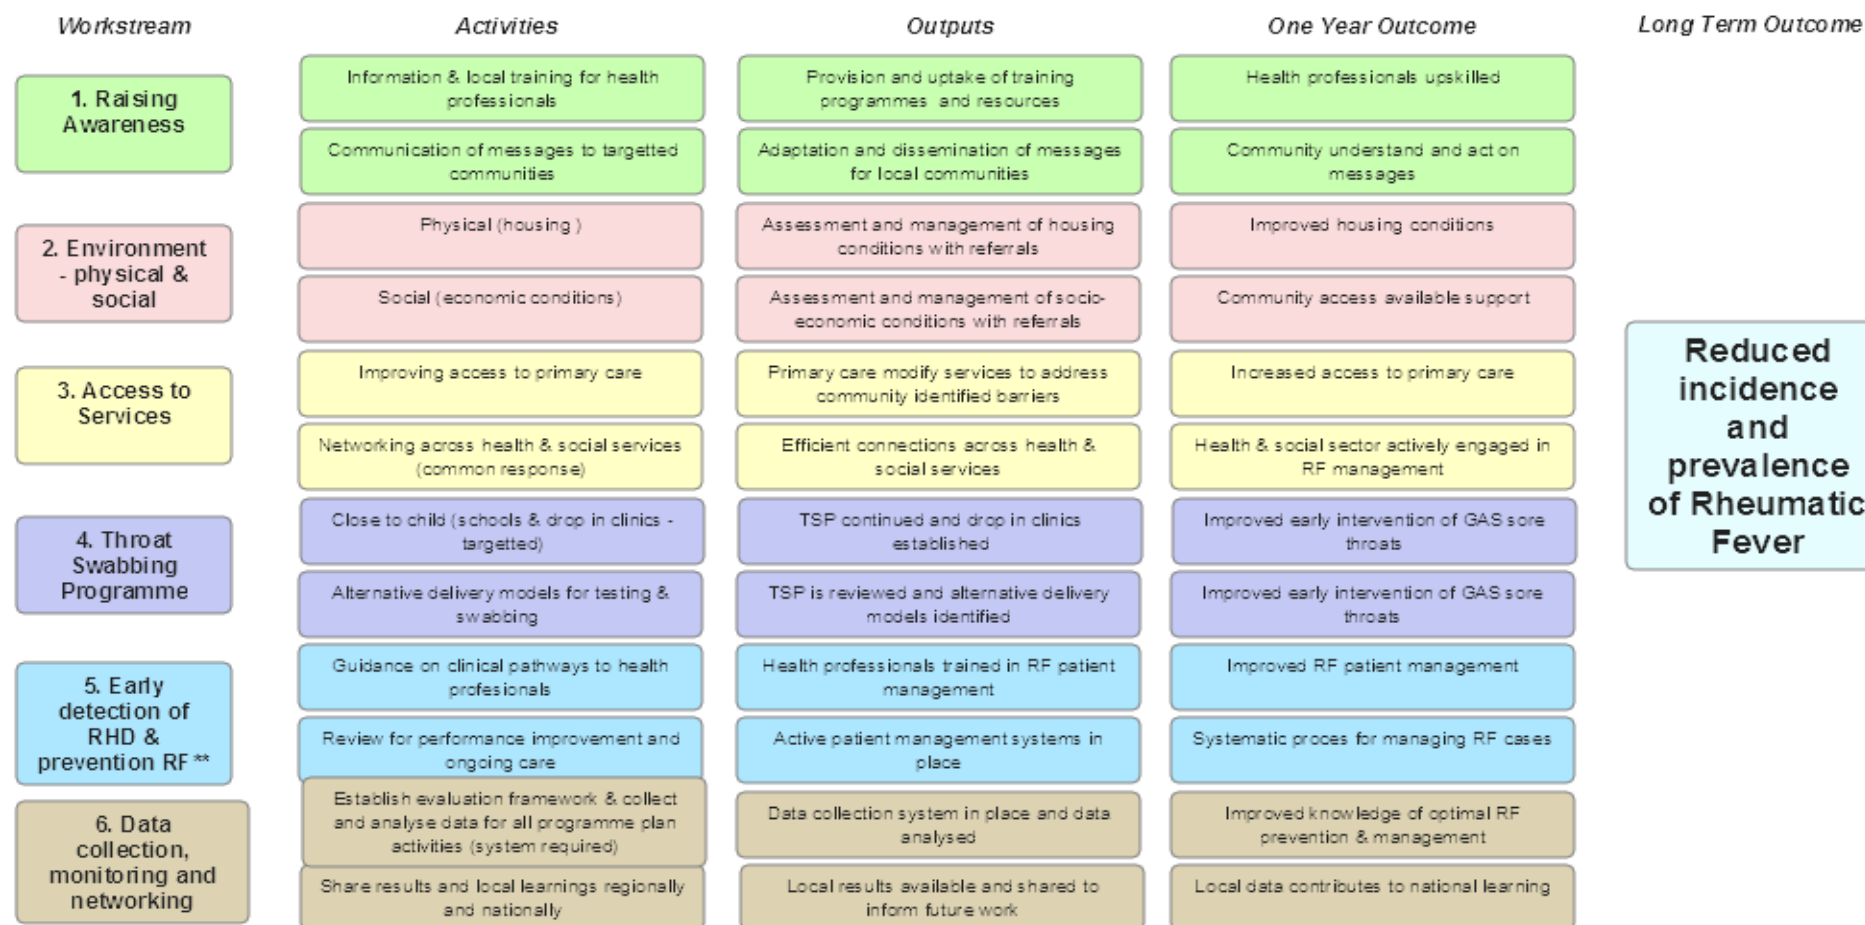 Workstream
Activities
Outputs
One Year Outcome
Long Term Outcome
1. Raising
Awareness
Information & local training for health
professionals
Provision and uptake of training
programmes and resources
Health professionals upskilled
Communication of messages to targetted
communities
Adaptation and dissemination of messages
for local communities
Community understand and act on
messages
2. Environment
- physical &
social
Physical (housing )
Assessment and management of housing
conditions with referrals
Improved housing conditions
Social (economic conditions)
Assessment and management of socio-
economic conditions with referrals
Community access available support
3. Access to
Services
Improving access to primary care
Primary care modify services to address
community identified barriers
Increased access to primary care
Networking across health & social services
(common response)
Efficient connections across health &
social services
Health & social sector actively engaged in
RF management
4. Throat
Swabbing
Programme
Close to child (schools & drop in clinics -
targetted)
TSP continued and drop in clinics
established
Improved early intervention of GAS sore
throats
Alternative delivery models for testing &
swabbing
TSP is reviewed and alternative delivery
models identified
Improved early intervention of GAS sore
throats
5. Early
detection of
RHD &
prevention RF**
Guidance on clinical pathways to health
profesionals
Health professionals trained in RF patient
management
Improved RF patient management
Review for performance improvement and
ongoing care
Active patient management systems in
place
Systematic proces for managing RF cases
6. Data
collection,
monitoring and
networking
Establish evaluation framework & collect
and analyse data for all programme plan
activities (system required)
Data collection system in place and data
analysed
Improved knowledge of optimal RF
prevention & management
Share results and local learnings regionally
and nationally
Local results available and shared to
inform future work
Local data contributes to national learning
Reduced
incidence
and
prevalence
of Rheumatic
Fever